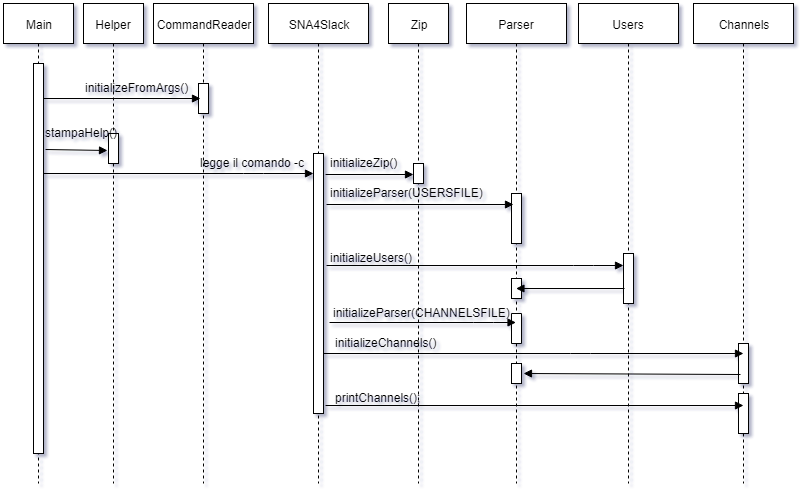 Main
Helper
CommandReader
SNA4Slack
Zip
Parser
Users
Channels
initializeFromArgs()
stampaHelp()
legge il comando -c
initializeZip()
initializeParser(USERSFILE)
initializeUsers()
initializeParser(CHANNELSFILE)
initializeChannels()
printChannels()